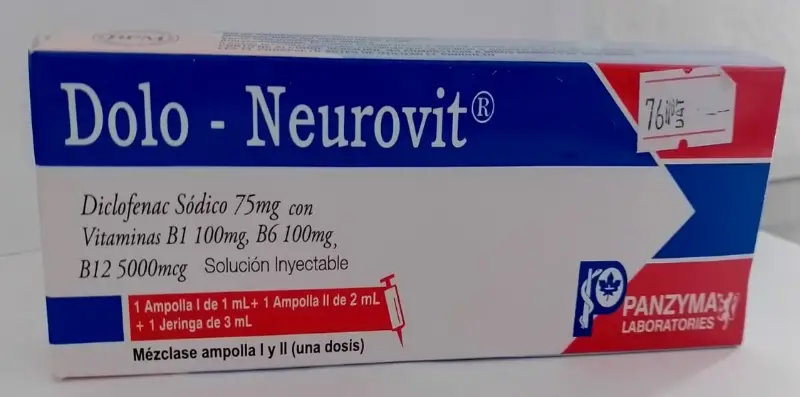 Dolo - Neurovit®
76
Diclofenac Sódico 75mg con
Vitaminas B1 100mg, B6 100mg,
B12 5000mcg Solución Inyectable
1 Ampolla I de 1 mL+ 1 Ampolla II de 2 mL
+ 1 Jeringa de 3 mL
Mézclase ampolla I y II (una dosis)
PANZYMA
LABORATORIES